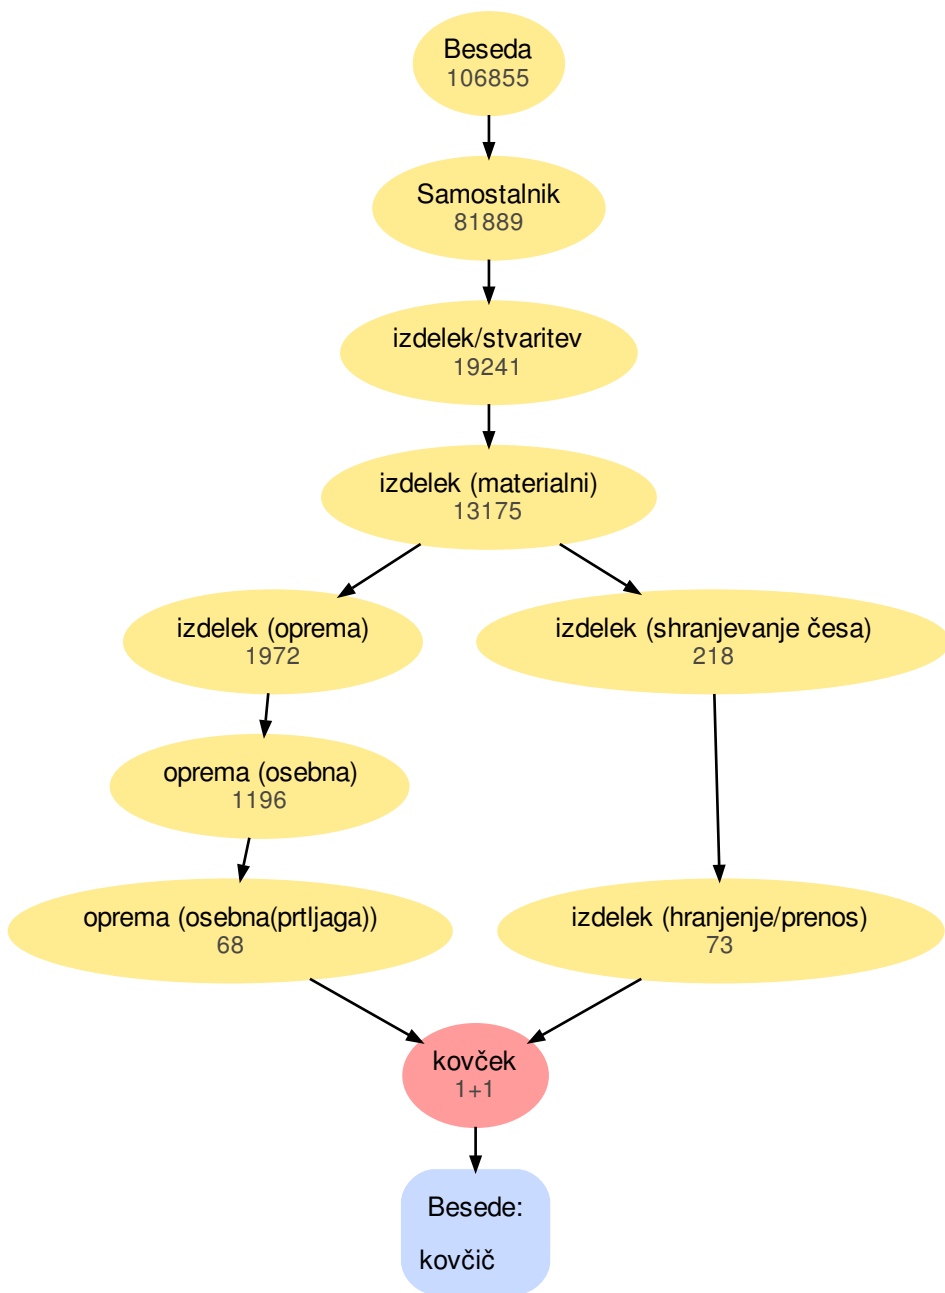 Beseda
106855
Samostalnik
81889
izdelek/stvaritev
19241
izdelek (materialni)
13175
izdelek (oprema)
1972
izdelek (shranjevanje česa)
218
oprema (osebna)
1196
oprema (osebna(prtljaga))
68
izdelek (hranjenje/prenos)
73
kovček
1+1
Besede:
kovčič